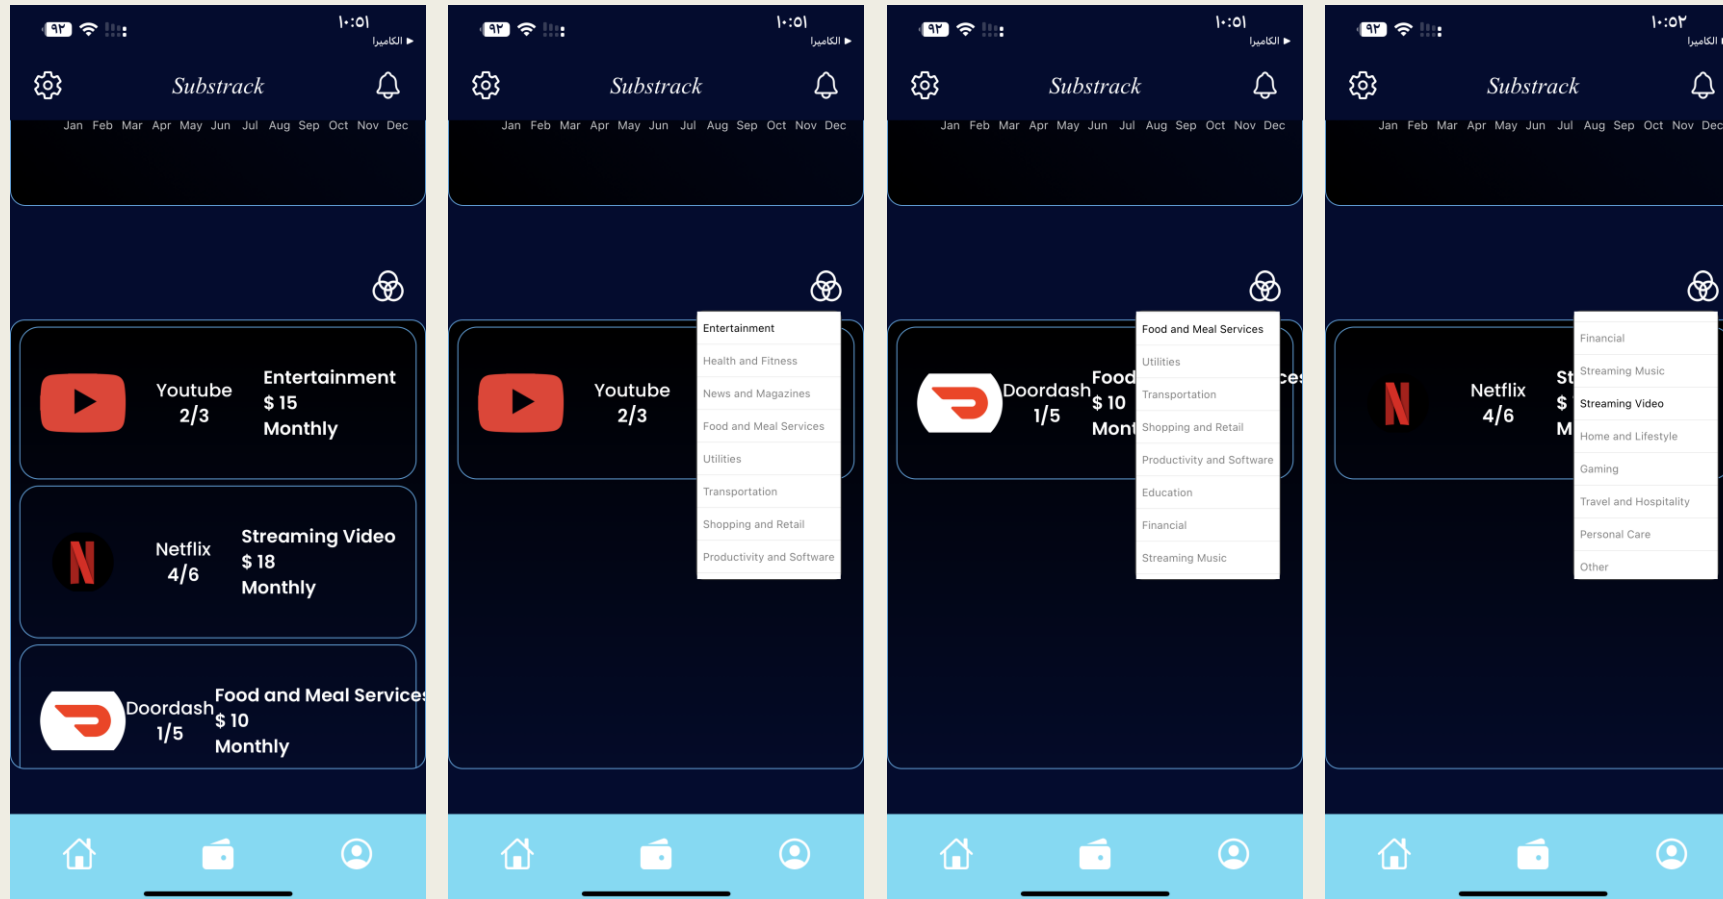 ٩٢
١٠:٥١
◀ الكاميرا
Substrack
Jan Feb Mar Apr May Jun Jul Aug Sep Oct Nov Dec
Youtube
2/3
Entertainment
$ 15
Monthly
Netflix
4/6
Streaming Video
$ 18
Monthly
Doordash
1/5
Food and Meal Services
$ 10
Monthly
٩٢
١٠:٥١
◀ الكاميرا
Substrack
Jan Feb Mar Apr May Jun Jul Aug Sep Oct Nov Dec
Youtube
2/3
Entertainment
Health and Fitness
News and Magazines
Food and Meal Services
Utilities
Transportation
Shopping and Retail
Productivity and Software
٩٢
١٠:٥١
◀ الكاميرا
Substrack
Jan Feb Mar Apr May Jun Jul Aug Sep Oct Nov Dec
Doordash
1/5
Food
$ 10
Mont
ces
Food and Meal Services
Utilities
Transportation
Shopping and Retail
Productivity and Software
Education
Financial
Streaming Music
٩٢
١٠:٥٢
الكاميرا
Substrack
Jan Feb Mar Apr May Jun Jul Aug Sep Oct Nov Dec
Netflix
4/6
St
$
M
Financial
Streaming Music
Streaming Video
Home and Lifestyle
Gaming
Travel and Hospitality
Personal Care
Other